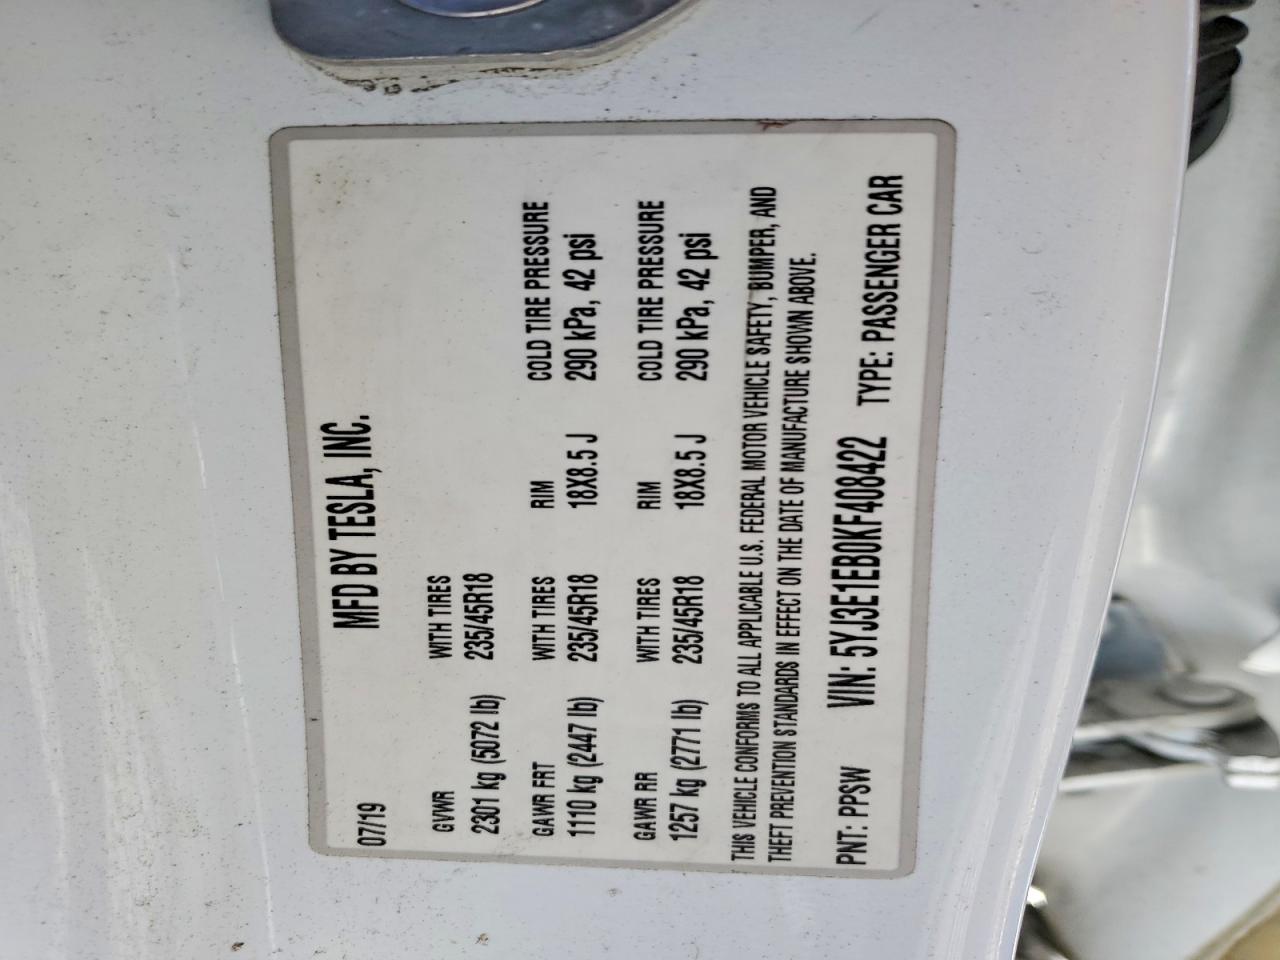 07/19 MFD BY TESLA, INC.
GVWR WITH TIRES
2301 kg (5072 lb) 235/45R18
GAWR FRT WITH TIRES RIM COLD TIRE PRESSURE
1110 kg (2447 lb) 235/45R18 18X8.5 J 290 kPa, 42 psi
GAWR RR WITH TIRES RIM COLD TIRE PRESSURE
1257 kg (2771 lb) 235/45R18 18X8.5 J 290 kPa, 42 psi
THIS VEHICLE CONFORMS TO ALL APPLICABLE U.S. FEDERAL MOTOR VEHICLE SAFETY, BUMPER, AND
THEFT PREVENTION STANDARDS IN EFFECT ON THE DATE OF MANUFACTURE SHOWN ABOVE.
PNT: PPSW VIN: 5YJ3E1EB0KF408422 TYPE: PASSENGER CAR